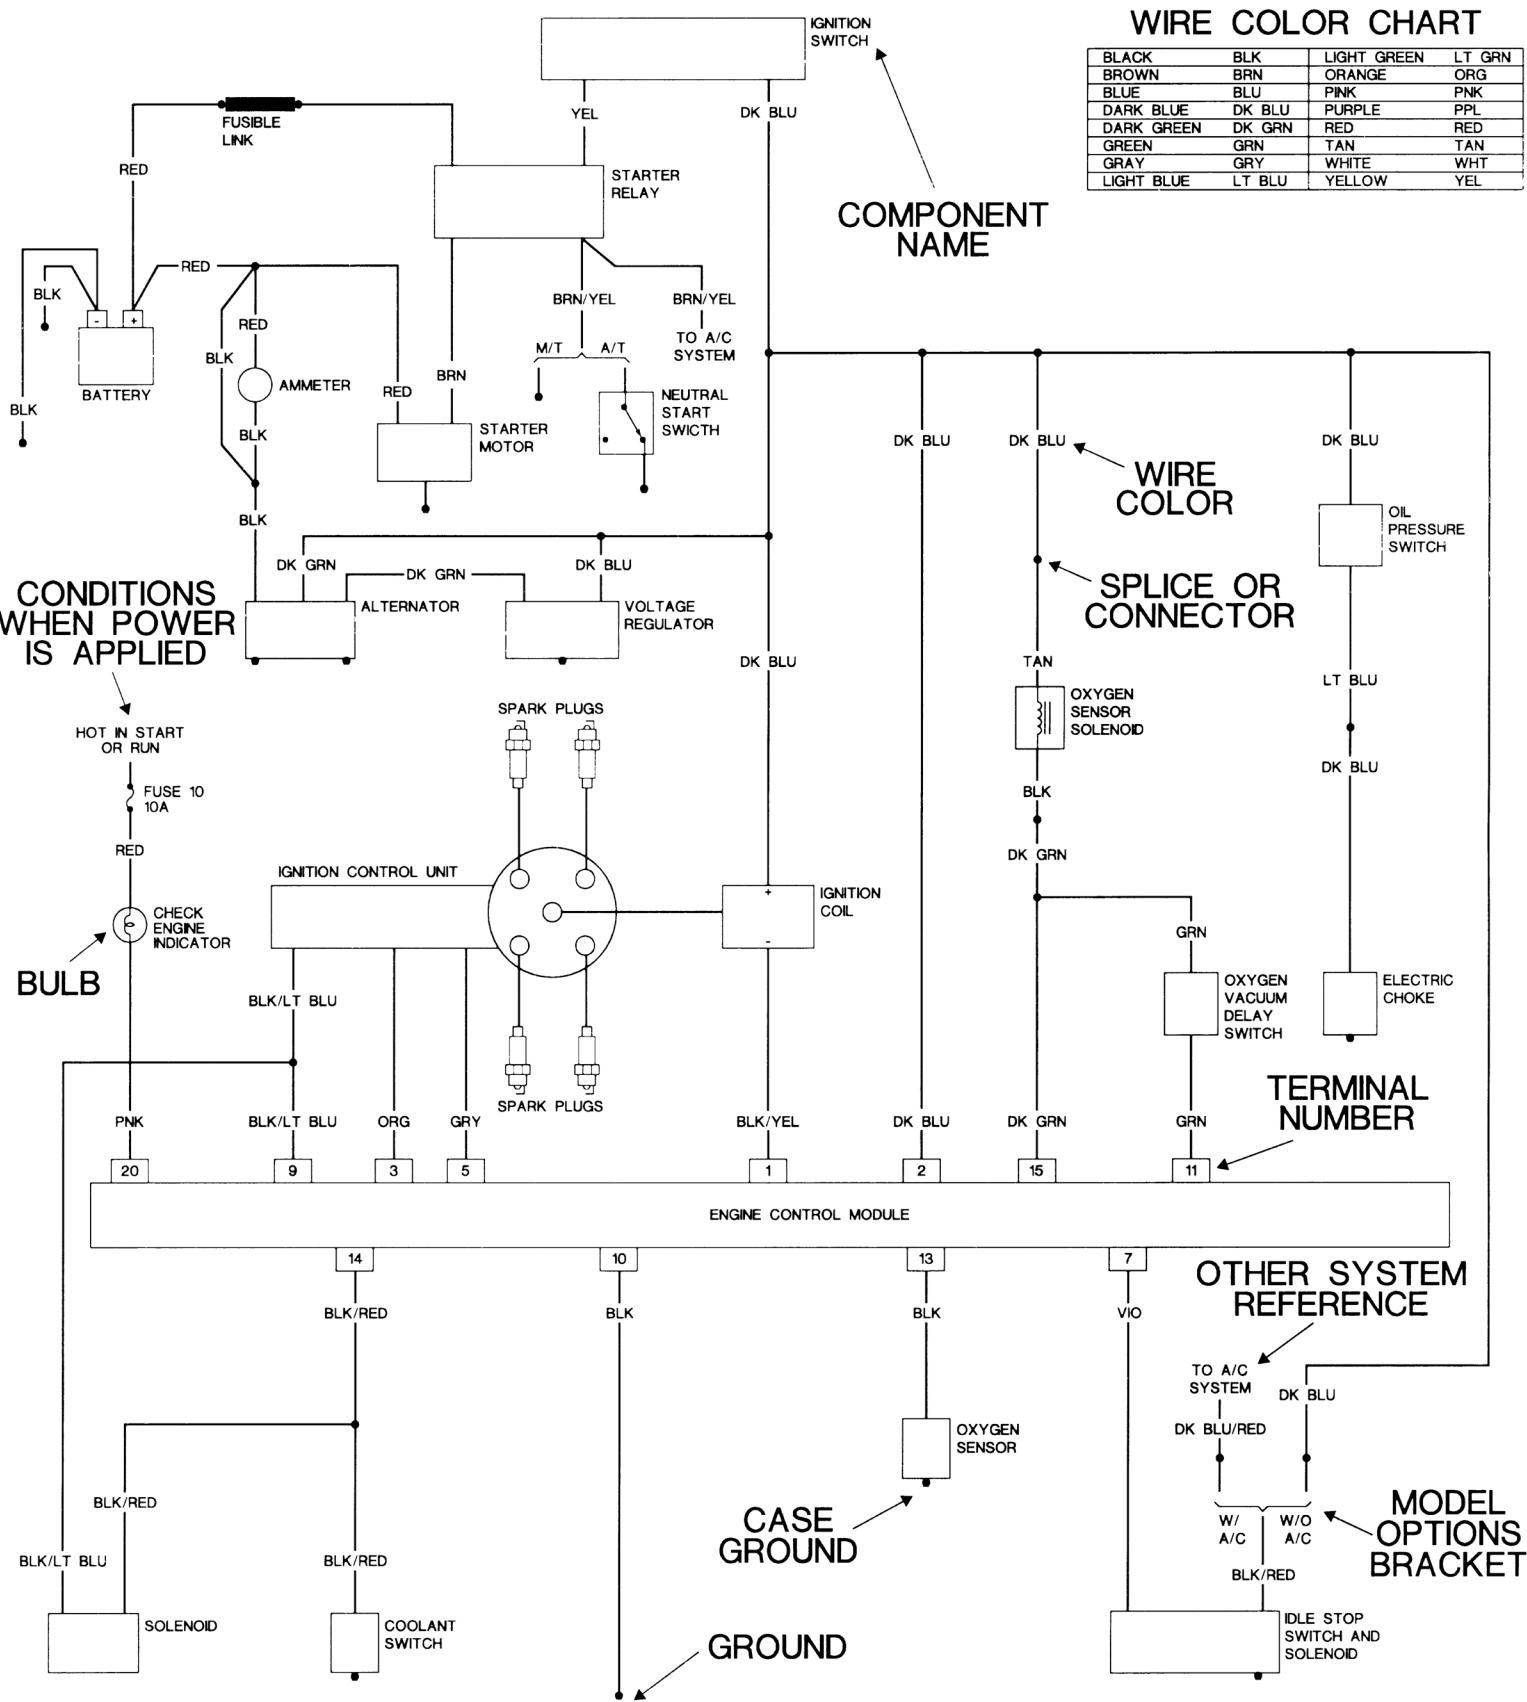 WIRE COLOR CHART
BLACK BLK LIGHT GREEN LT GRN
BROWN BRN ORANGE ORG
BLUE BLU PINK PNK
DARK BLUE DK BLU PURPLE PPL
DARK GREEN DK GRN RED RED
GREEN GRN TAN TAN
GRAY GRY WHITE WHT
LIGHT BLUE LT BLU YELLOW YEL
IGNITION
SWITCH
COMPONENT
NAME
YEL
DK BLU
FUSIBLE
LINK
RED
STARTER
RELAY
BLK
RED
- +
BATTERY
BLK
RED
BLK
AMMETER
BLK
BLK
RED
BRN
STARTER
MOTOR
BRN/YEL
BRN/YEL
TO A/C
SYSTEM
M/T A/T
NEUTRAL
START
SWICTH
DK BLU
DK BLU
DK BLU
WIRE
COLOR
OIL
PRESSURE
SWITCH
DK GRN
DK GRN
DK BLU
ALTERNATOR
VOLTAGE
REGULATOR
SPLICE OR
CONNECTOR
CONDITIONS
WHEN POWER
IS APPLIED
DK BLU
TAN
LT BLU
HOT IN START
OR RUN
SPARK PLUGS
OXYGEN
SENSOR
SOLENOID
FUSE 10
10A
BLK
DK BLU
RED
IGNITION CONTROL UNIT
DK GRN
+
-
IGNITION
COIL
CHECK
ENGINE
INDICATOR
BULB
GRN
OXYGEN
VACUUM
DELAY
SWITCH
ELECTRIC
CHOKE
BLK/LT BLU
SPARK PLUGS
TERMINAL
NUMBER
PNK
BLK/LT BLU
ORG
GRY
BLK/YEL
DK BLU
DK GRN
GRN
20 9 3 5 1 2 15 11
ENGINE CONTROL MODULE
14 10 13 7
OTHER SYSTEM
REFERENCE
BLK/RED
BLK
BLK
VIO
TO A/C
SYSTEM
DK BLU
DK BLU/RED
OXYGEN
SENSOR
CASE
GROUND
MODEL
OPTIONS
BRACKET
W/
A/C
W/O
A/C
BLK/RED
BLK/RED
BLK/LT BLU
BLK/RED
SOLENOID
COOLANT
SWITCH
GROUND
IDLE STOP
SWITCH AND
SOLENOID